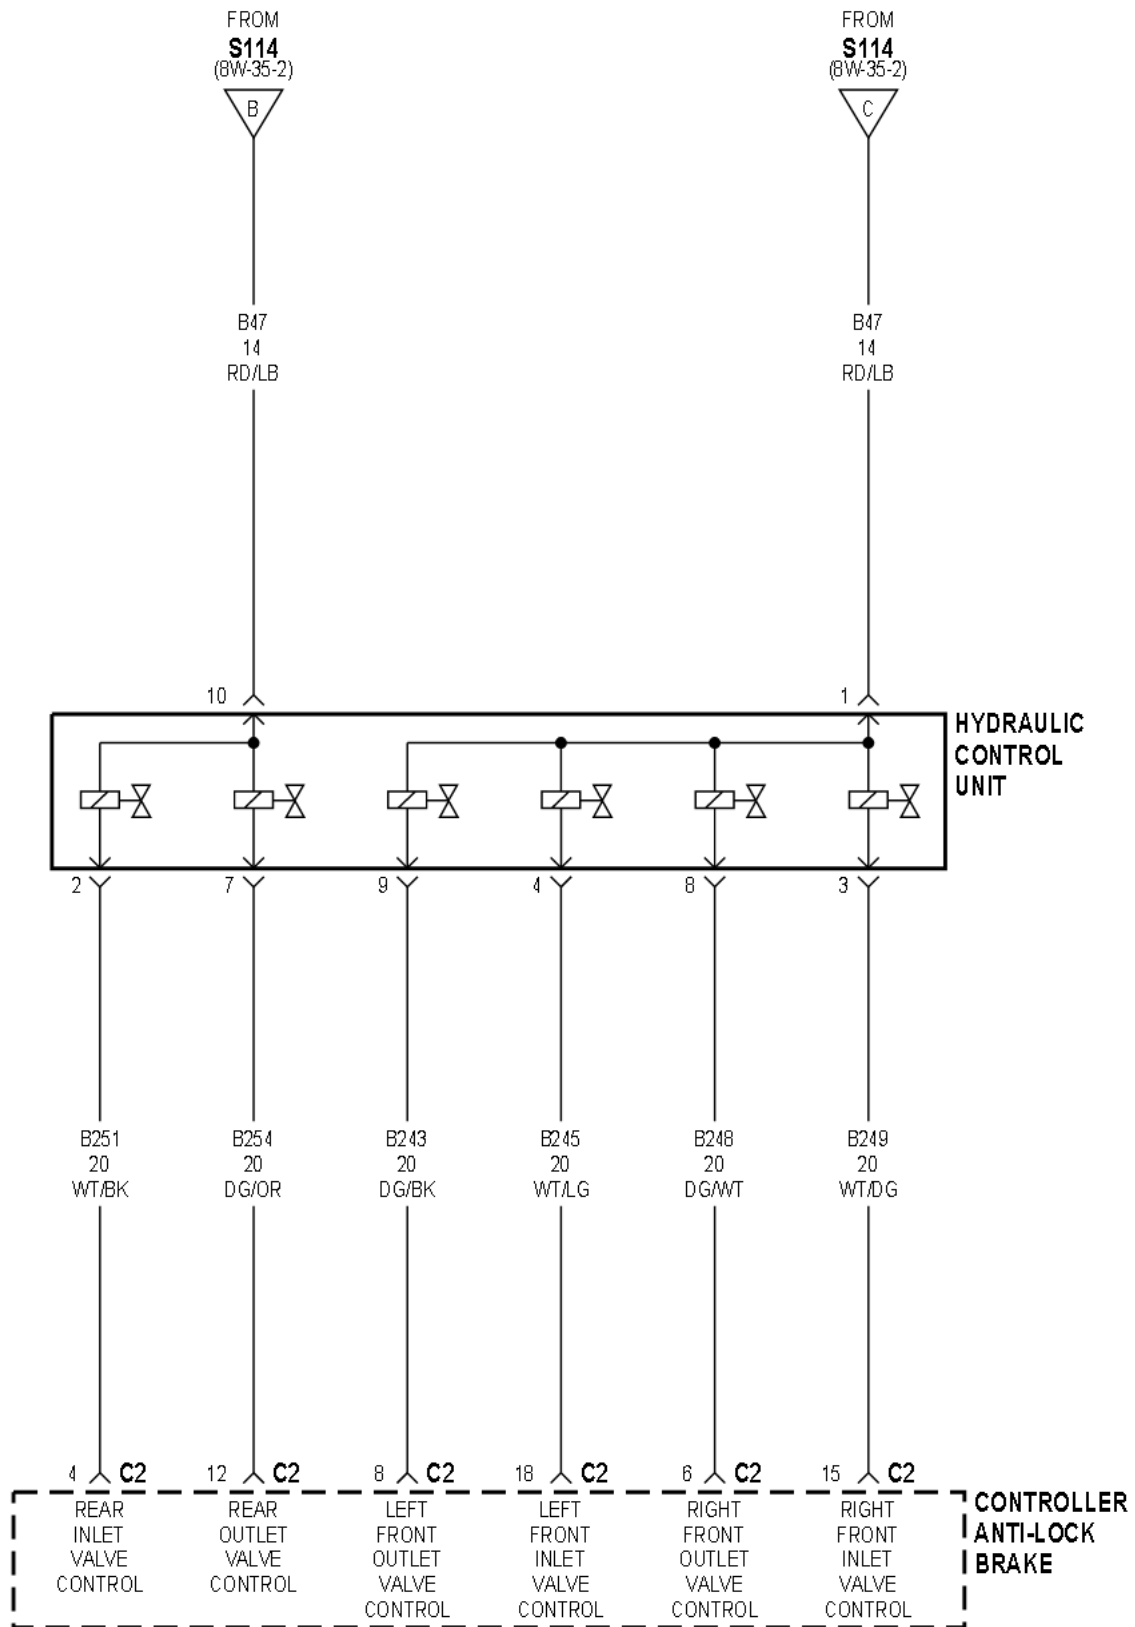 FROM
S114
(8W-35-2)
B
FROM
S114
(8W-35-2)
C
B47
14
RD/LB
B47
14
RD/LB
10
1
HYDRAULIC
CONTROL
UNIT
2
7
9
4
8
3
B251
20
WT/BK
B254
20
DG/OR
B243
20
DG/BK
B245
20
WT/LG
B248
20
DG/WT
B249
20
WT/DG
4 C2
12 C2
8 C2
18 C2
6 C2
15 C2
REAR
INLET
VALVE
CONTROL
REAR
OUTLET
VALVE
CONTROL
LEFT
FRONT
OUTLET
VALVE
CONTROL
LEFT
FRONT
INLET
VALVE
CONTROL
RIGHT
FRONT
OUTLET
VALVE
CONTROL
RIGHT
FRONT
INLET
VALVE
CONTROL
CONTROLLER
ANTI-LOCK
BRAKE